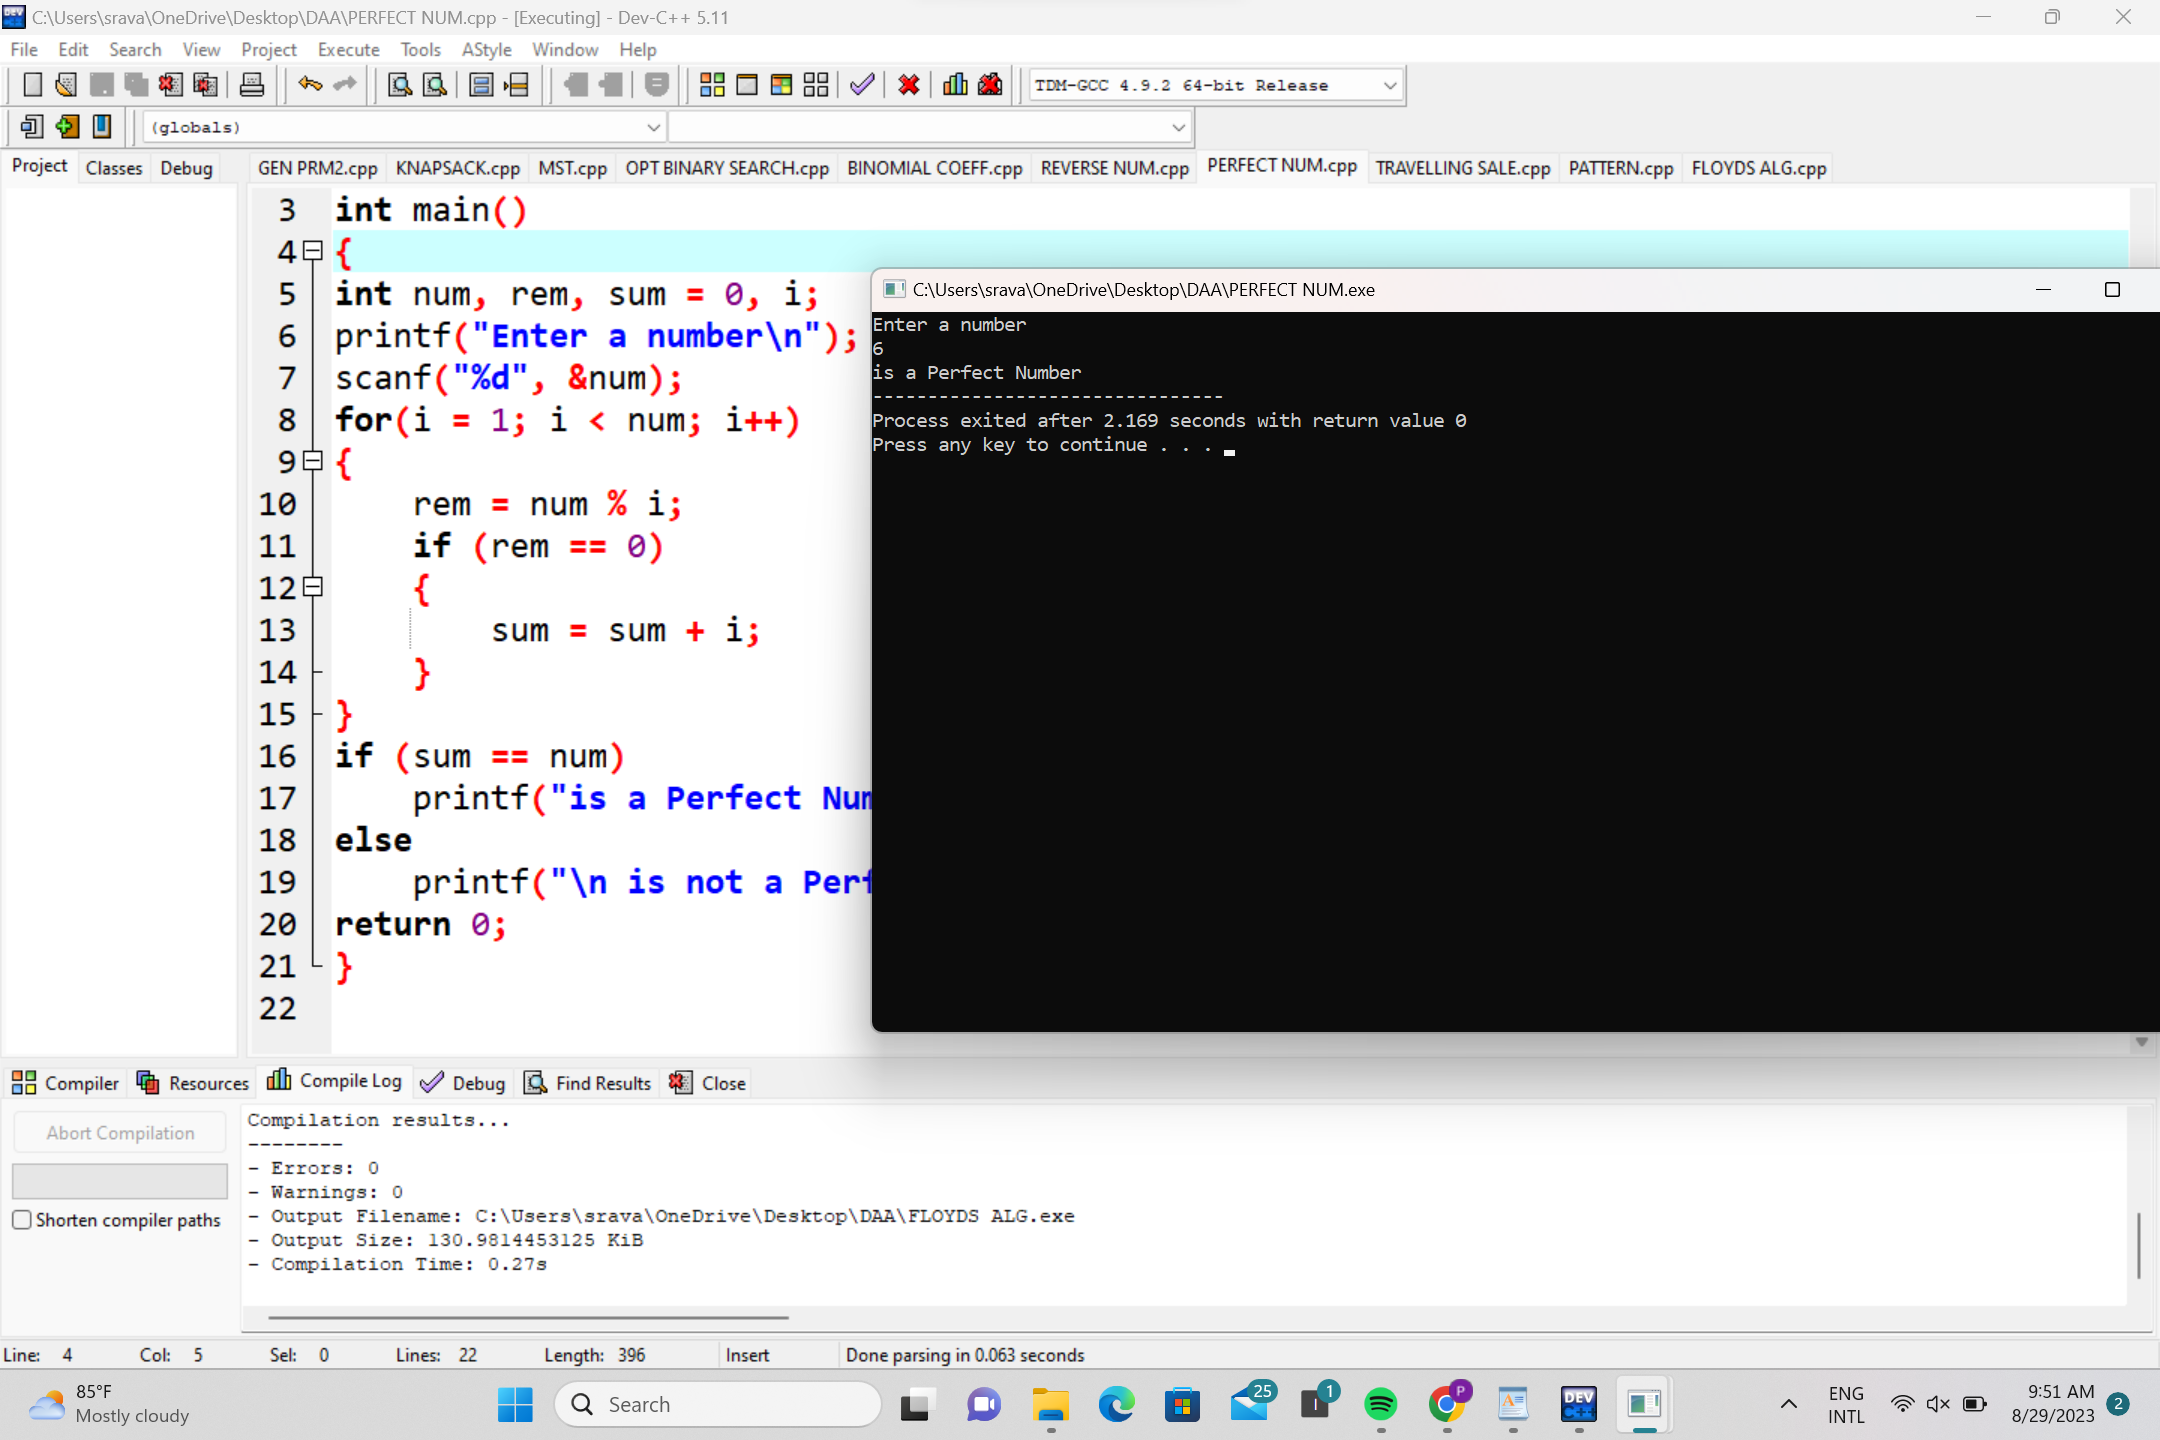 C:\Users\srava\OneDrive\Desktop\DAA\PERFECT NUM.cpp - [Executing] - Dev-C++ 5.11
File Edit Search View Project Execute Tools AStyle Window Help
TDM-GCC 4.9.2 64-bit Release
(globals)
Project Classes Debug
GEN PRM2.cpp KNAPSACK.cpp MST.cpp OPT BINARY SEARCH.cpp BINOMIAL COEFF.cpp REVERSE NUM.cpp PERFECT NUM.cpp TRAVELLING SALE.cpp PATTERN.cpp FLOYDS ALG.cpp
3 int main()
4 {
5 int num, rem, sum = 0, i;
6 printf("Enter a number\n");
7 scanf("%d", &num);
8 for(i = 1; i < num; i++)
9 {
10 rem = num % i;
11 if (rem == 0)
12 {
13 sum = sum + i;
14 }
15 }
16 if (sum == num)
17 printf("is a Perfect Num
18 else
19 printf("\n is not a Perf
20 return 0;
21 }
22
C:\Users\srava\OneDrive\Desktop\DAA\PERFECT NUM.exe
Enter a number
6
is a Perfect Number
--------------------------------
Process exited after 2.169 seconds with return value 0
Press any key to continue . . .
Compiler Resources Compile Log Debug Find Results Close
Abort Compilation
Shorten compiler paths
Compilation results...
--------
- Errors: 0
- Warnings: 0
- Output Filename: C:\Users\srava\OneDrive\Desktop\DAA\FLOYDS ALG.exe
- Output Size: 130.9814453125 KiB
- Compilation Time: 0.27s
Line: 4 Col: 5 Sel: 0 Lines: 22 Length: 396 Insert Done parsing in 0.063 seconds
85°F
Mostly cloudy
Search
25
1
P
DEV
C++
ENG
INTL
9:51 AM
8/29/2023
2